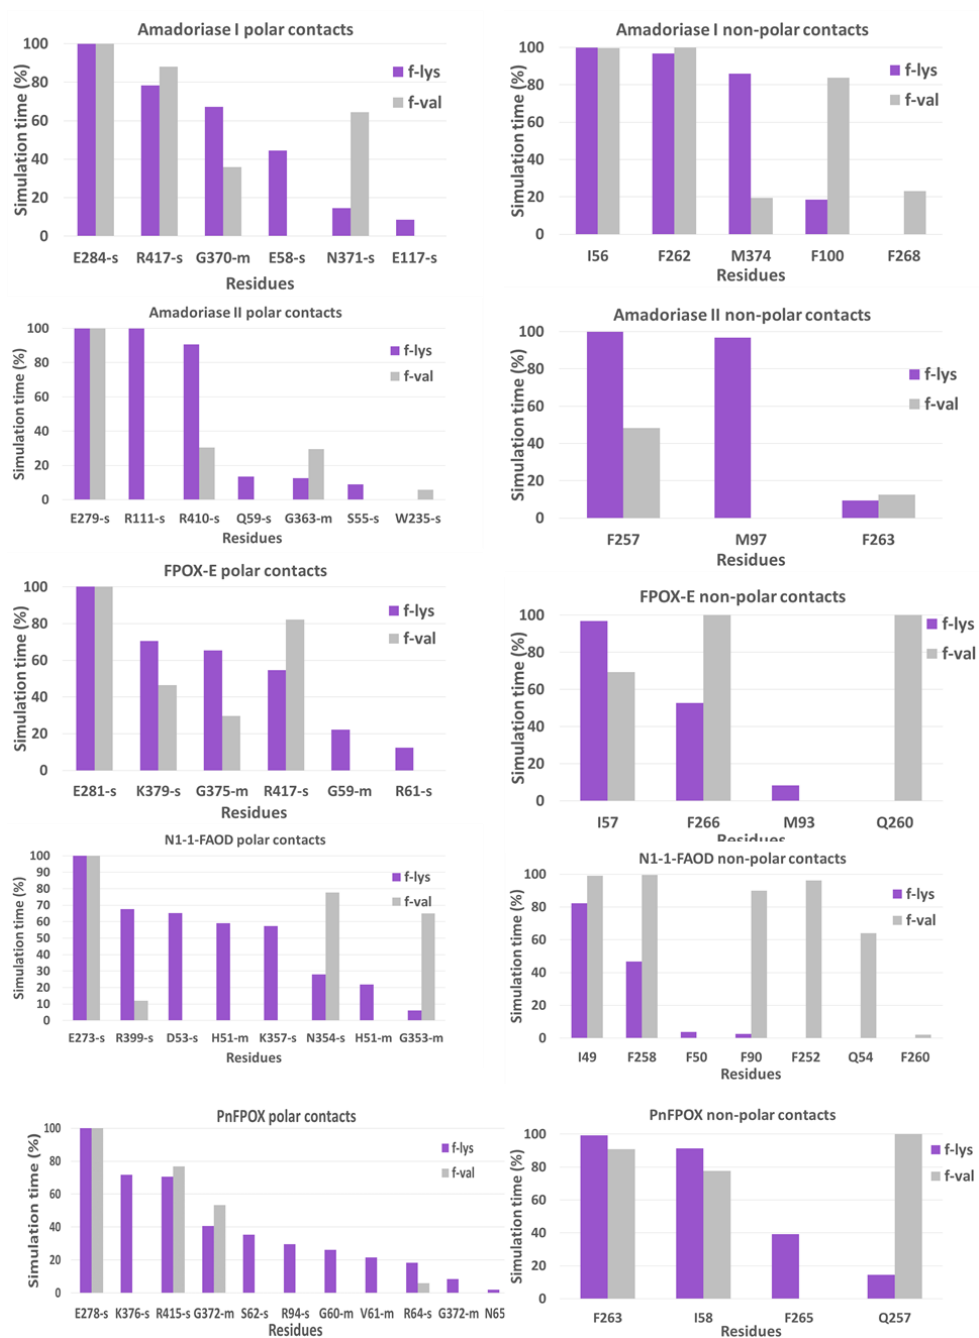 Amadoriase I polar contacts
Simulation time (%)
100
80
60
40
20
0
f-lys
f-val
E284-s R417-s G370-m E58-s N371-s E117-s
Residues
Amadoriase I non-polar contacts
Simulation time (%)
100
80
60
40
20
0
f-lys
f-val
I56 F262 M374 F100 F268
Residues
Amadoriase II polar contacts
Simulation time (%)
100
80
60
40
20
0
f-lys
f-val
E279-s R111-s R410-s Q59-s G363-m S55-s W235-s
Residues
Amadoriase II non-polar contacts
Simulation time (%)
100
80
60
40
20
0
f-lys
f-val
F257 M97 F263
Residues
FPOX-E polar contacts
Simulation time (%)
100
80
60
40
20
0
f-lys
f-val
E281-s K379-s G375-m R417-s G59-m R61-s
Residues
FPOX-E non-polar contacts
Simulation time (%)
100
80
60
40
20
0
f-lys
f-val
I57 F266 M93 Q260
Residues
N1-1-FAOD polar contacts
Simulation time (%)
100
90
80
70
60
50
40
30
20
10
0
f-lys
f-val
E273-s R399-s D53-s H51-m K357-s N354-s H51-m G353-m
Residues
N1-1-FAOD non-polar contacts
Simulation time (%)
100
80
60
40
20
0
f-lys
f-val
I49 F258 F50 F90 F252 Q54 F260
Residues
PnFPOX polar contacts
Simulation time (%)
100
80
60
40
20
0
f-lys
f-val
E278-s K376-s R415-s G372-m S62-s R94-s G60-m V61-m R64-s G372-m N65
Residues
PnFPOX non-polar contacts
Simulation time (%)
100
80
60
40
20
0
f-lys
f-val
F263 I58 F265 Q257
Residues